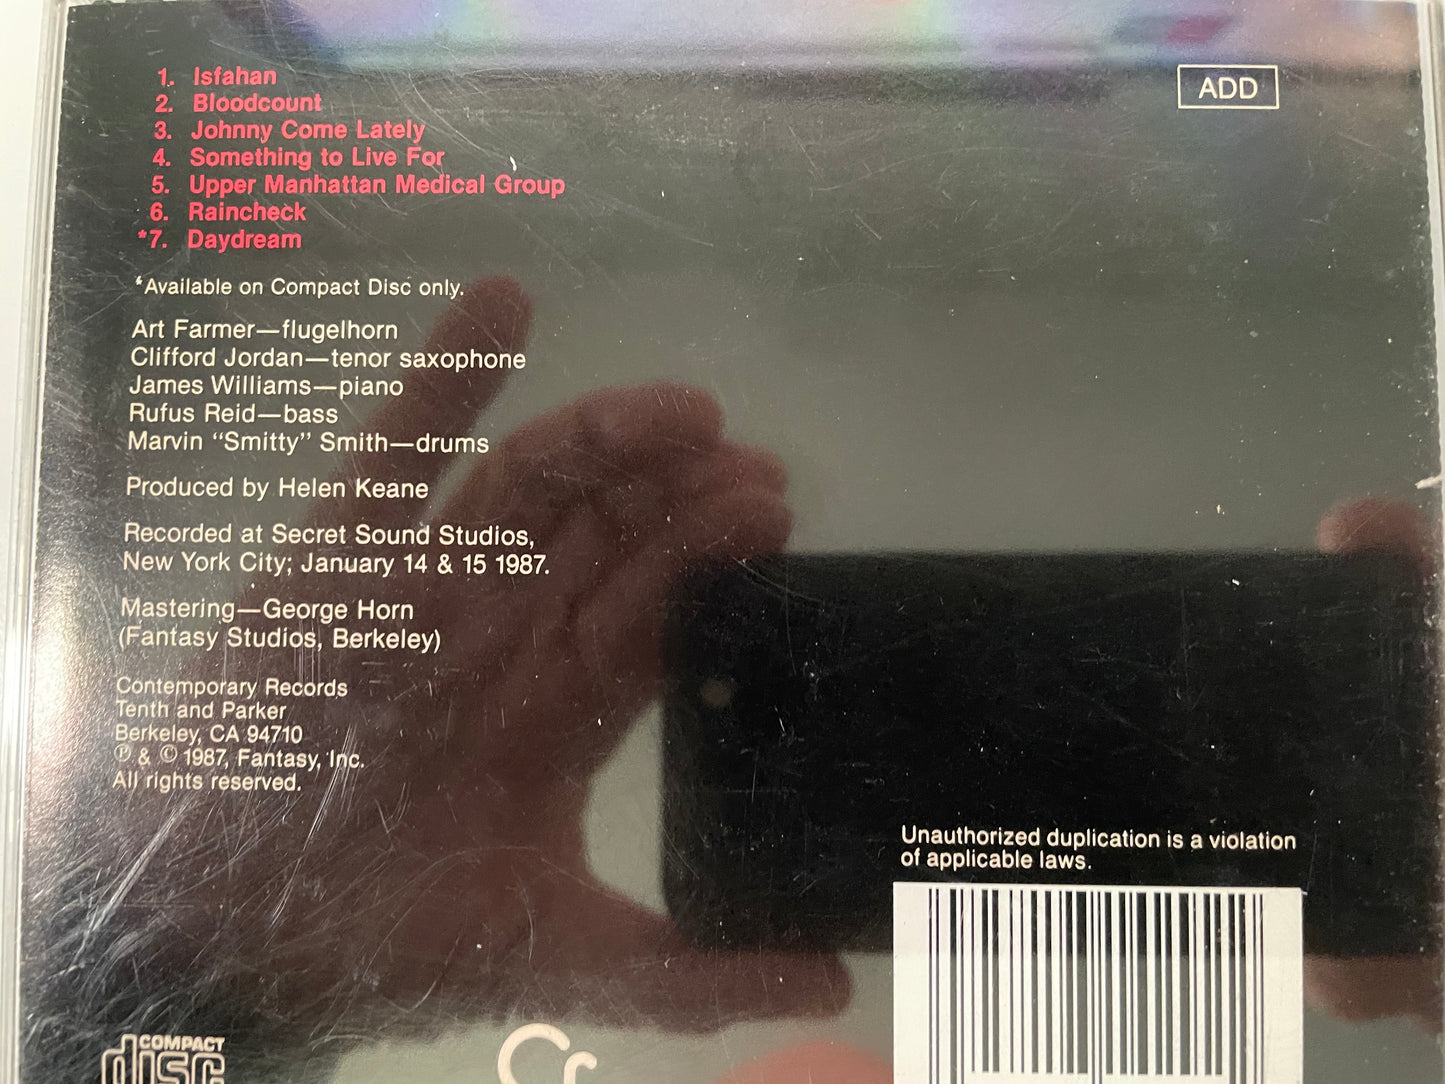 1. Isfahan
2. Bloodcount
3. Johnny Come Lately
4. Something to Live For
5. Upper Manhattan Medical Group
6. Raincheck
*7. Daydream
ADD
*Available on Compact Disc only.
Art Farmer—flugelhorn
Clifford Jordan—tenor saxophone
James Williams—piano
Rufus Reid—bass
Marvin “Smitty” Smith—drums
Produced by Helen Keane
Recorded at Secret Sound Studios,
New York City; January 14 & 15 1987.
Mastering—George Horn
(Fantasy Studios, Berkeley)
Contemporary Records
Tenth and Parker
Berkeley, CA 94710
℗ & © 1987, Fantasy, Inc.
All rights reserved.
Unauthorized duplication is a violation
of applicable laws.
COMPACT
disc